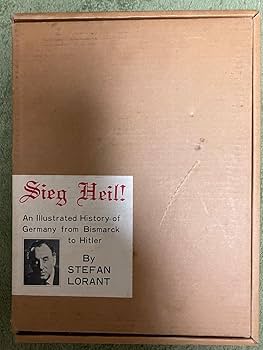 Sieg Heil!
An Illustrated History of
Germany from Bismarck
to Hitler
By
STEFAN
LORANT